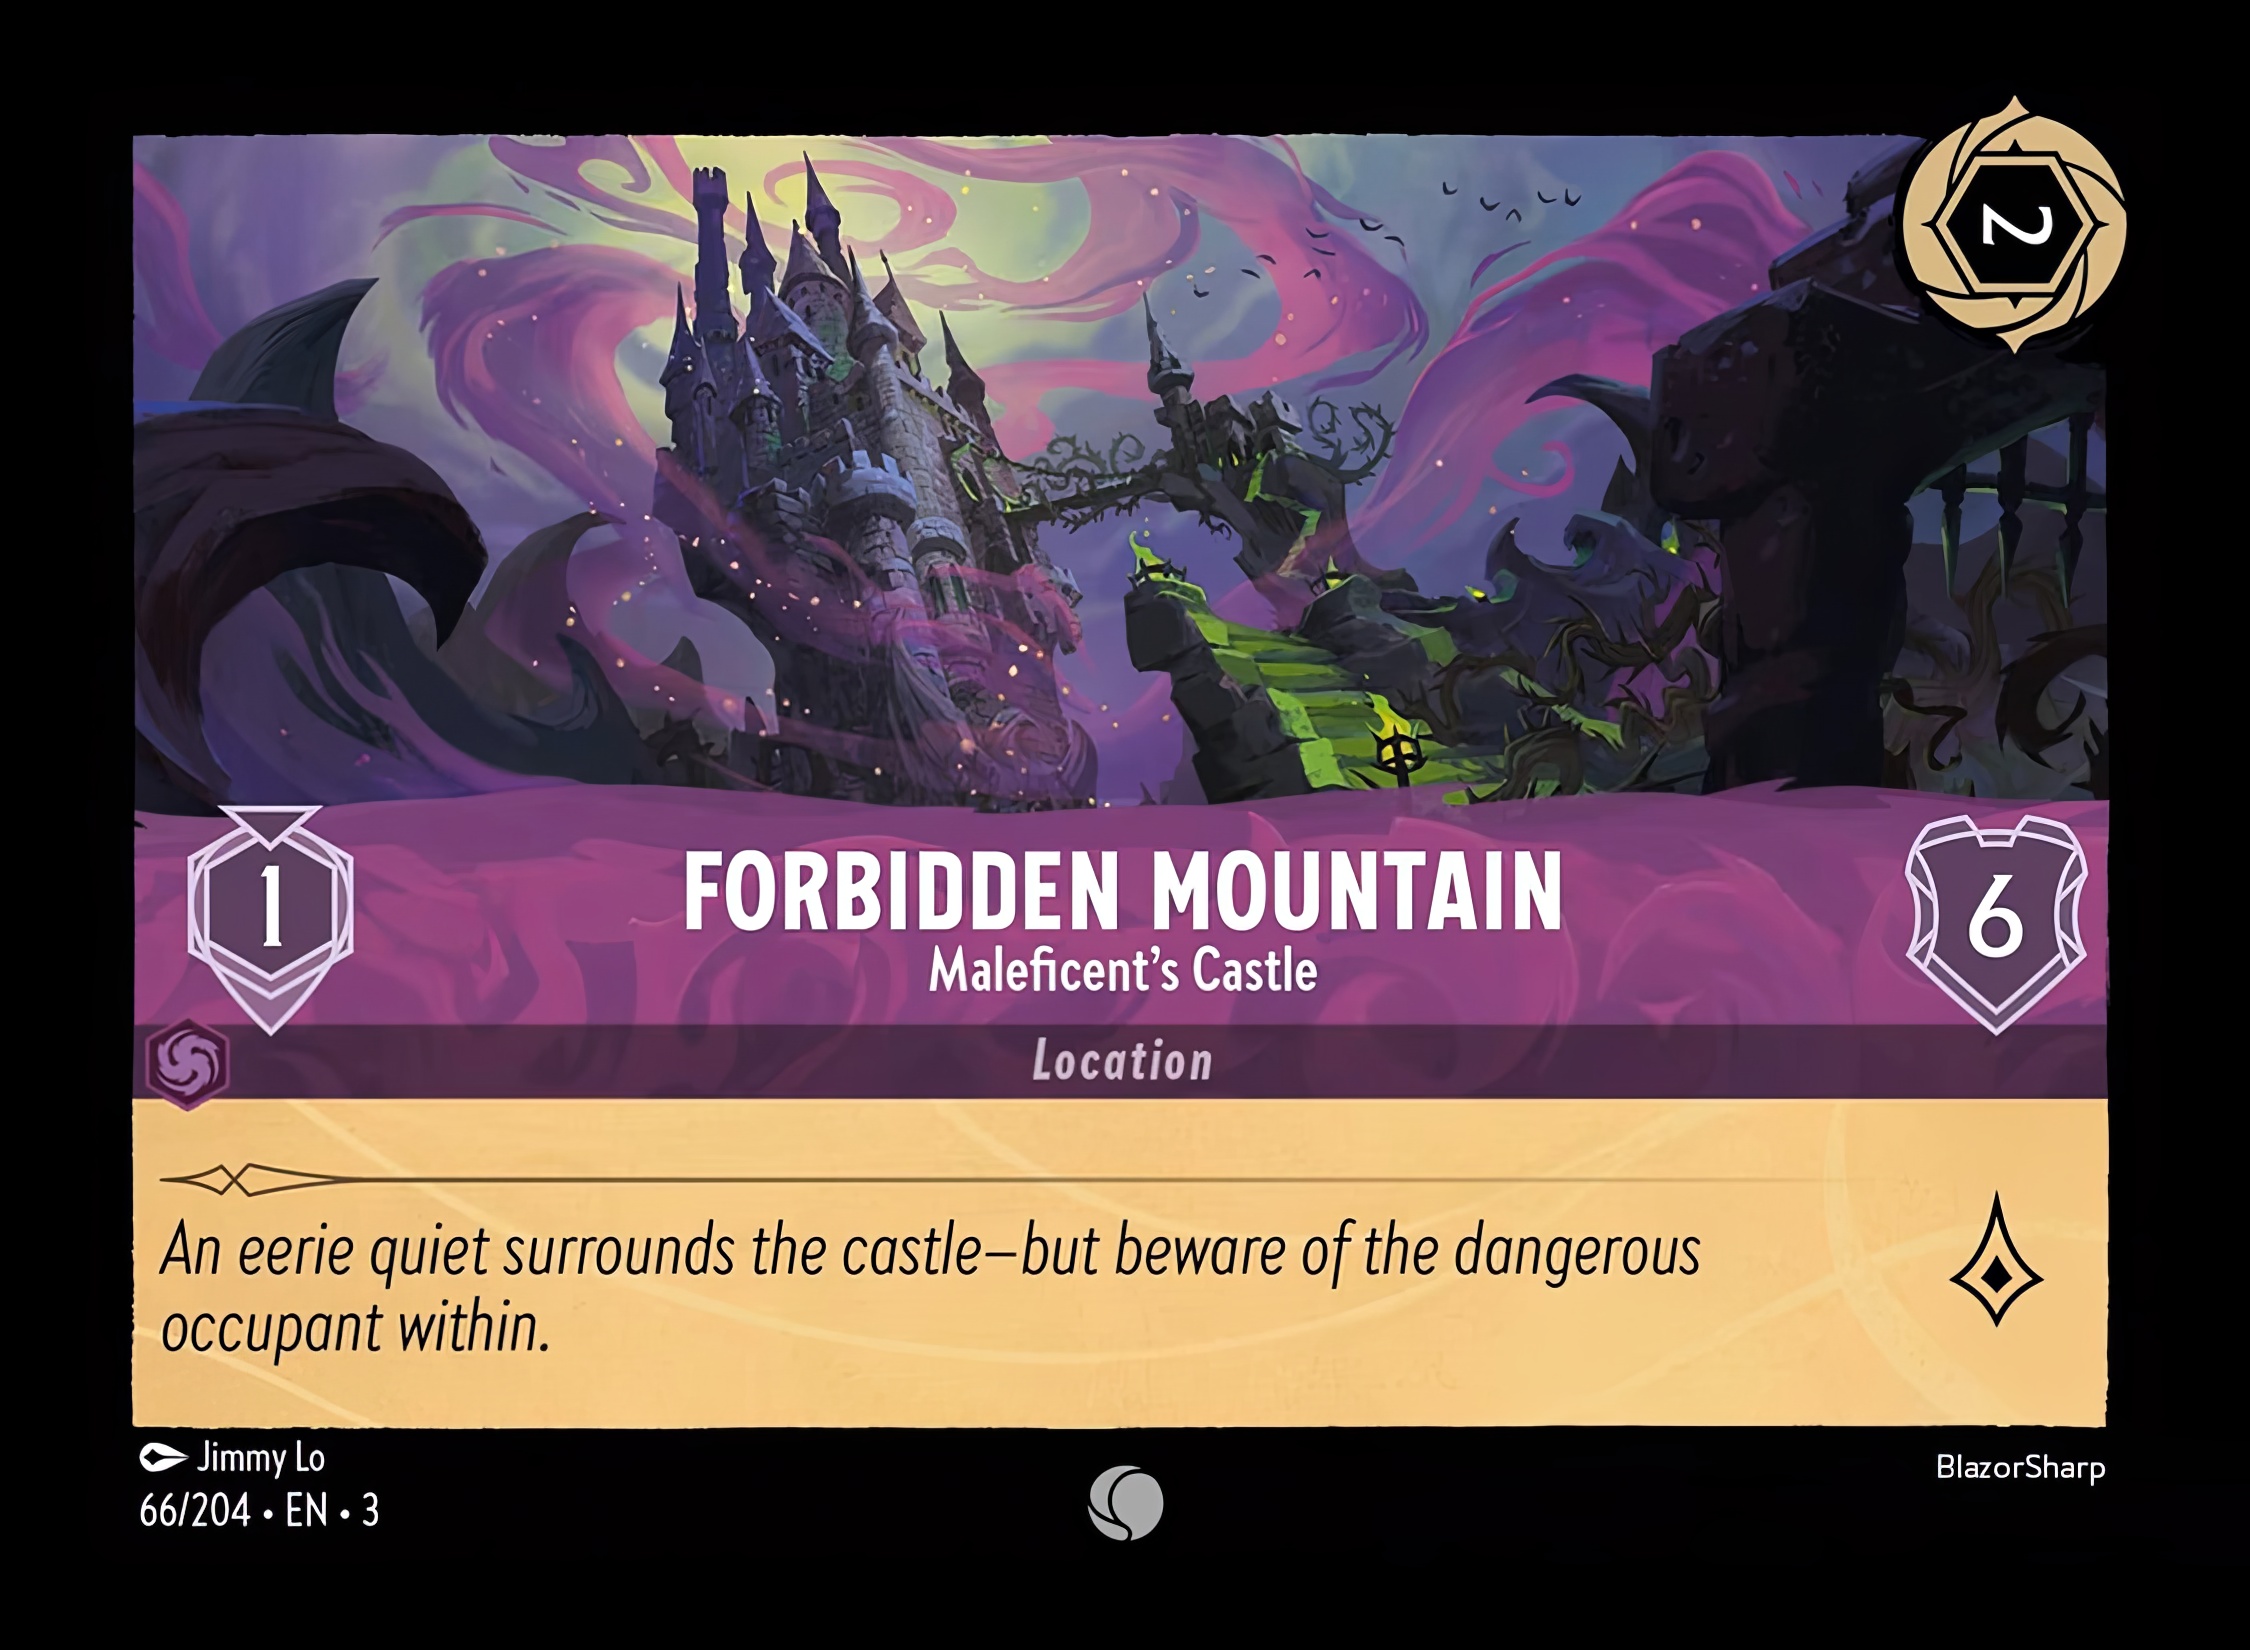 2
1
FORBIDDEN MOUNTAIN
6
Maleficent's Castle
Location
An eerie quiet surrounds the castle—but beware of the dangerous
occupant within.
Jimmy Lo
BlazorSharp
66/204 • EN • 3